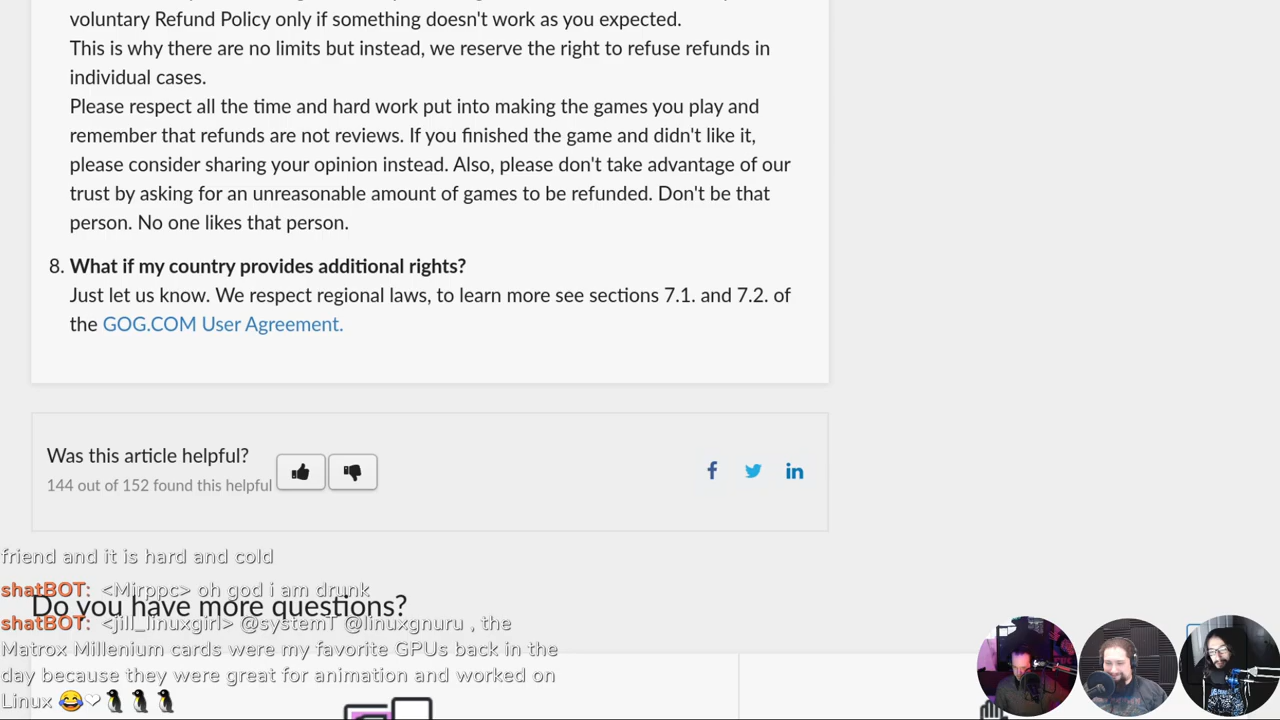 voluntary Refund Policy only if something doesn't work as you expected.
This is why there are no limits but instead, we reserve the right to refuse refunds in
individual cases.
Please respect all the time and hard work put into making the games you play and
remember that refunds are not reviews. If you finished the game and didn't like it,
please consider sharing your opinion instead. Also, please don't take advantage of our
trust by asking for an unreasonable amount of games to be refunded. Don't be that
person. No one likes that person.
8. What if my country provides additional rights?
Just let us know. We respect regional laws, to learn more see sections 7.1. and 7.2. of
the GOG.COM User Agreement.
Was this article helpful?
144 out of 152 found this helpful
friend and it is hard and cold
shatBOT: <Mirppc> oh god i am drunk
Do you have more questions?
shatBOT: <jill_linuxgirl> @systemT @linuxgnuru , the
Matrox Millenium cards were my favorite GPUs back in the
day because they were great for animation and worked on
Linux 😂❤🐧🐧🐧